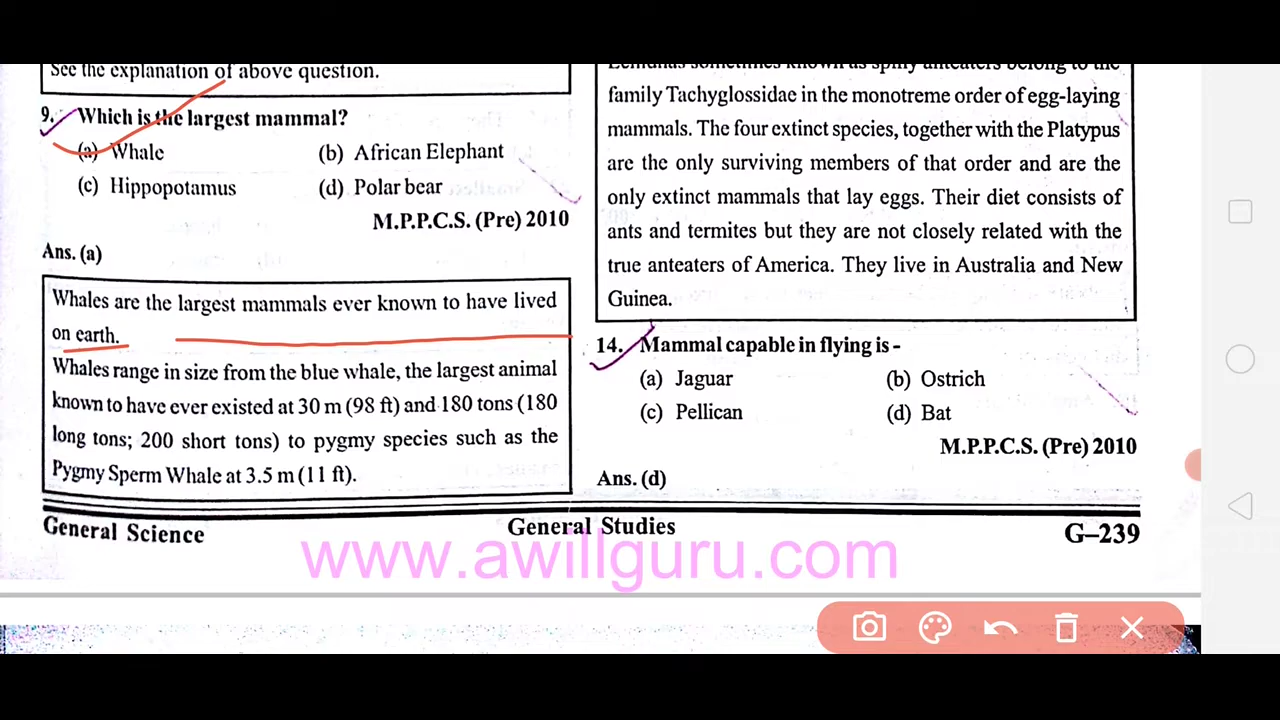 See the explanation of above question.
9. Which is the largest mammal?
(a) Whale (b) African Elephant
(c) Hippopotamus (d) Polar bear
M.P.P.C.S. (Pre) 2010
Ans. (a)
Whales are the largest mammals ever known to have lived
on earth.
Whales range in size from the blue whale, the largest animal
known to have ever existed at 30 m (98 ft) and 180 tons (180
long tons; 200 short tons) to pygmy species such as the
Pygmy Sperm Whale at 3.5 m (11 ft).
sometimes known as spiny anteaters belong to the
family Tachyglossidae in the monotreme order of egg-laying
mammals. The four extinct species, together with the Platypus
are the only surviving members of that order and are the
only extinct mammals that lay eggs. Their diet consists of
ants and termites but they are not closely related with the
true anteaters of America. They live in Australia and New
Guinea.
14. Mammal capable in flying is -
(a) Jaguar (b) Ostrich
(c) Pellican (d) Bat
M.P.P.C.S. (Pre) 2010
Ans. (d)
General Science General Studies G–239
www.awillguru.com